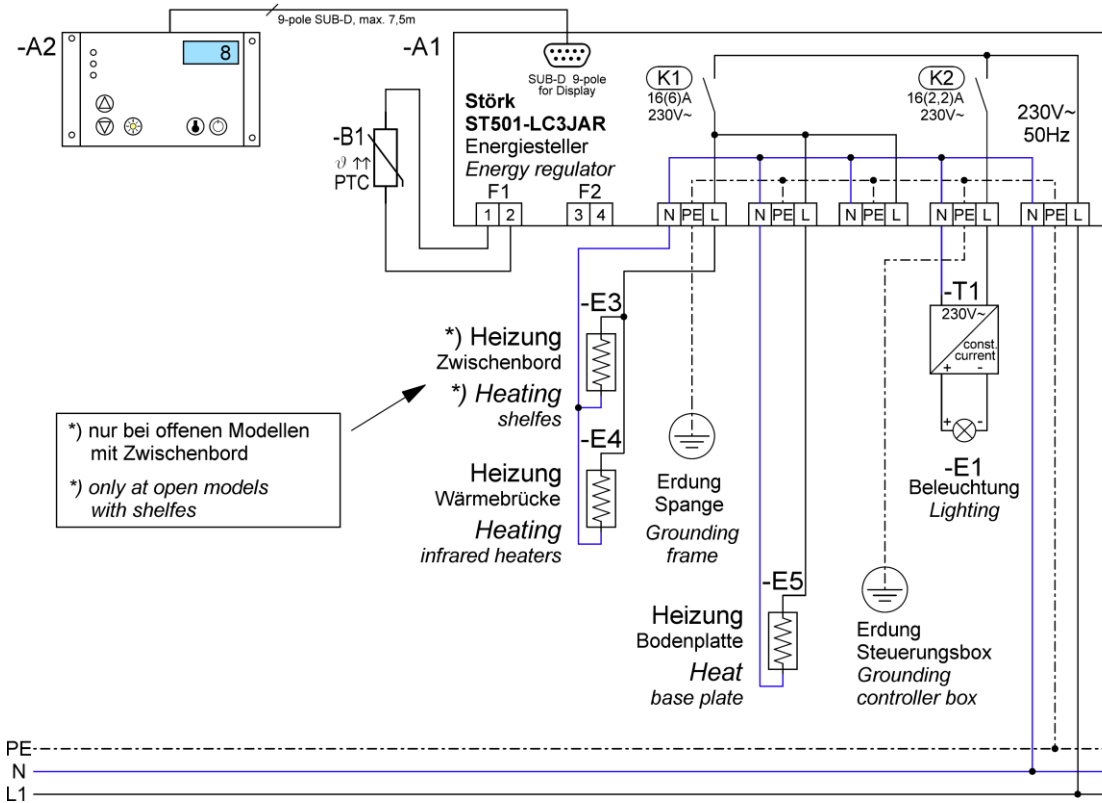 9-pole SUB-D, max. 7,5m
-A2
8
-A1
SUB-D 9-pole
for Display
Störk
ST501-LC3JAR
Energiesteller
Energy regulator
K1
16(6)A
230V~
K2
16(2,2)A
230V~
230V~
50Hz
-B1
ϑ ↑↑
PTC
F1
F2
1 2
3 4
N PE L
N PE L
N PE L
N PE L
N PE L
-E3
*) Heizung
Zwischenbord
*) Heating
shelfes
-T1
230V~
const.
current
+ -
+ -
-E1
Beleuchtung
Lighting
*) nur bei offenen Modellen
mit Zwischenbord
*) only at open models
with shelfes
-E4
Heizung
Wärmebrücke
Heating
infrared heaters
Erdung
Spange
Grounding
frame
-E5
Heizung
Bodenplatte
Heat
base plate
Erdung
Steuerungsbox
Grounding
controller box
PE
N
L1